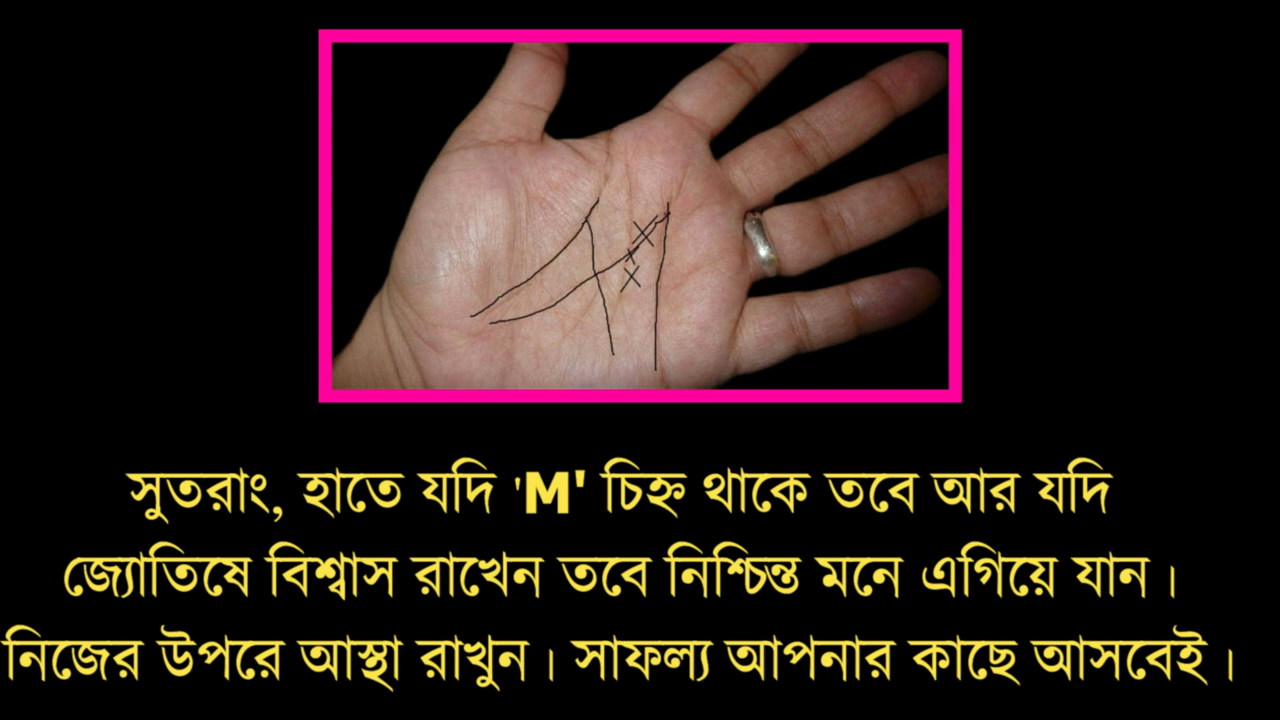 সুতরাং, হাতে যদি 'M' চিহ্ন থাকে তবে আর যদি
জ্যোতিষে বিশ্বাস রাখেন তবে নিশ্চিন্ত মনে এগিয়ে যান।
নিজের উপরে আস্থা রাখুন। সাফল্য আপনার কাছে আসবেই।